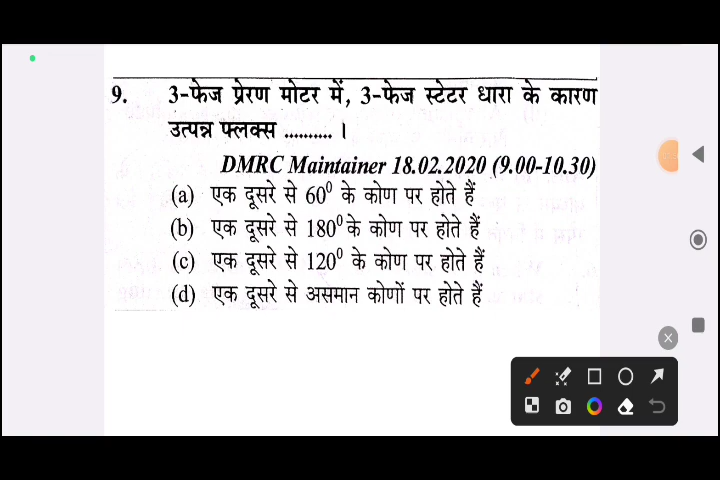 9. 3-फेज प्रेरण मोटर में, 3-फेज स्टेटर धारा के कारण
उत्पन्न फ्लक्स .......... ।
DMRC Maintainer 18.02.2020 (9.00-10.30)
(a) एक दूसरे से 60⁰ के कोण पर होते हैं
(b) एक दूसरे से 180⁰ के कोण पर होते हैं
(c) एक दूसरे से 120⁰ के कोण पर होते हैं
(d) एक दूसरे से असमान कोणों पर होते हैं